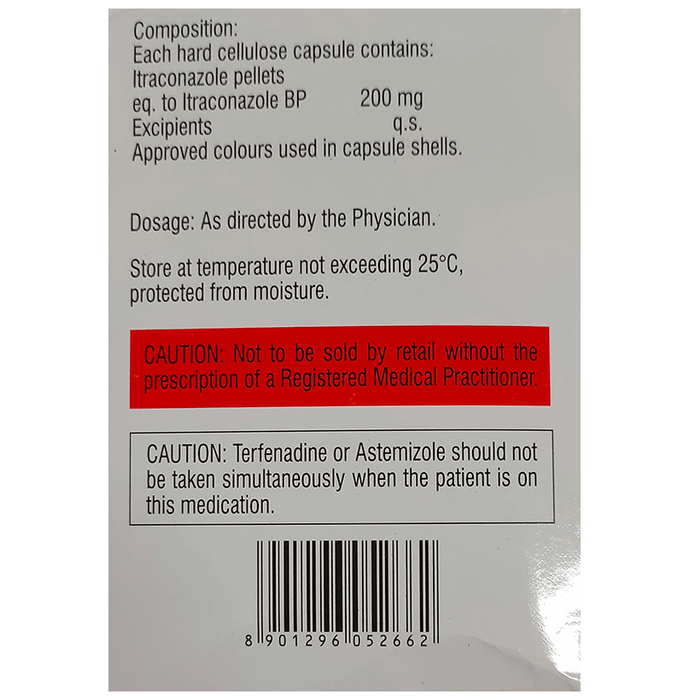 Composition:
Each hard cellulose capsule contains:
Itraconazole pellets
eq. to Itraconazole BP 200 mg
Excipients q.s.
Approved colours used in capsule shells.
Dosage: As directed by the Physician.
Store at temperature not exceeding 25°C,
protected from moisture.
CAUTION: Not to be sold by retail without the
prescription of a Registered Medical Practitioner.
CAUTION: Terfenadine or Astemizole should not
be taken simultaneously when the patient is on
this medication.
8 901296 052662